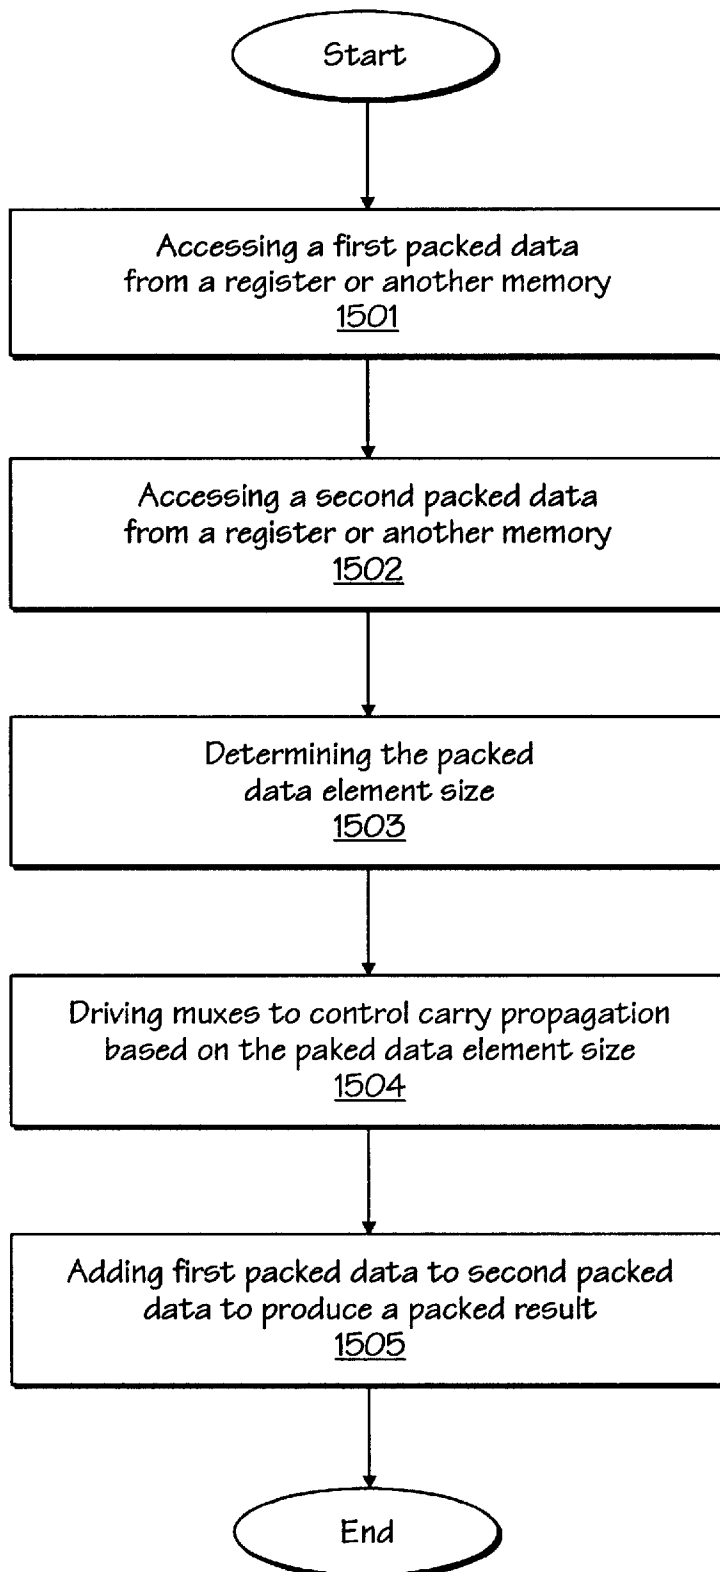 Start
Accessing a first packed data
from a register or another memory
1501
Accessing a second packed data
from a register or another memory
1502
Determining the packed
data element size
1503
Driving muxes to control carry propagation
based on the paked data element size
1504
Adding first packed data to second packed
data to produce a packed result
1505
End